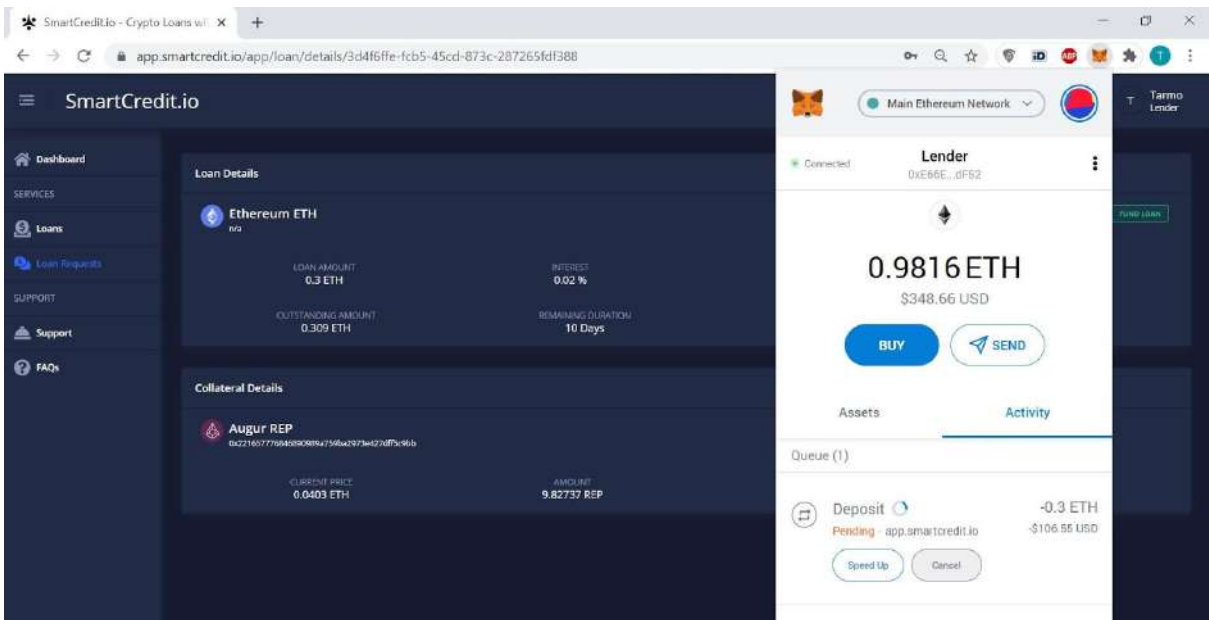 SmartCredit.io - Crypto Loans wi
app.smartcredit.io/app/loan/details/3d4f6ffe-fcb5-45cd-873c-287265fdf388
SmartCredit.io
T Tarmo
Lender
Dashboard
SERVICES
Loans
Loan Requests
SUPPORT
Support
FAQs
Loan Details
Ethereum ETH
n/a
FUND LOAN
LOAN AMOUNT
0.3 ETH
INTEREST
0.02 %
OUTSTANDING AMOUNT
0.309 ETH
REMAINING DURATION
10 Days
Collateral Details
Augur REP
CURRENT PRICE
0.0403 ETH
AMOUNT
9.82737 REP
Main Ethereum Network
Connected
Lender
0xE66E...dF52
0.9816 ETH
$348.66 USD
BUY
SEND
Assets
Activity
Queue (1)
Deposit
-0.3 ETH
Pending - app.smartcredit.io
-$106.55 USD
Speed Up
Cancel
iD
ABP
T